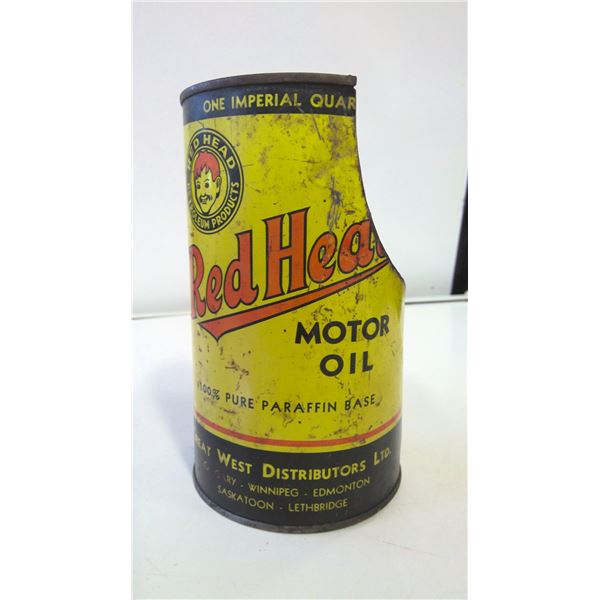 ONE IMPERIAL QUAR
RED HEAD
PETROLEUM PRODUCTS
Red Hea
MOTOR
OIL
100% PURE PARAFFIN BASE
EAT WEST DISTRIBUTORS LTD.
WINNIPEG - EDMONTON
SASKATOON - LETHBRIDGE